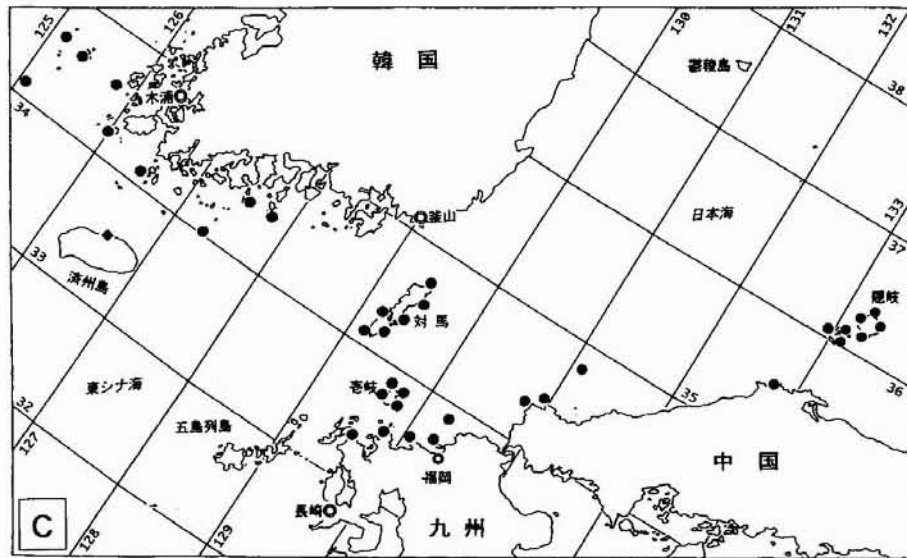 125
126
130
131
132
韓国
鬱稜島
木浦
34
38
釜山
日本海
133
37
33
済州島
対馬
隠岐
東シナ海
壱岐
36
35
32
五島列島
127
福岡
中国
長崎
九州
C
128
129